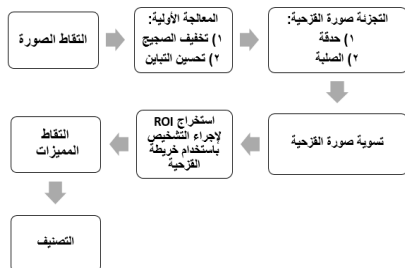 التقاط الصورة
المعالجة الأولية:
١) تخفيف الضجيج
٢) تحسين التباين
التجزئة صورة القزحية:
١) حدقة
٢) الصلبة
تسوية صورة القزحية
استخراج ROI
لإجراء التشخيص
باستخدام خريطة
القزحية
التقاط
المميزات
التصنيف